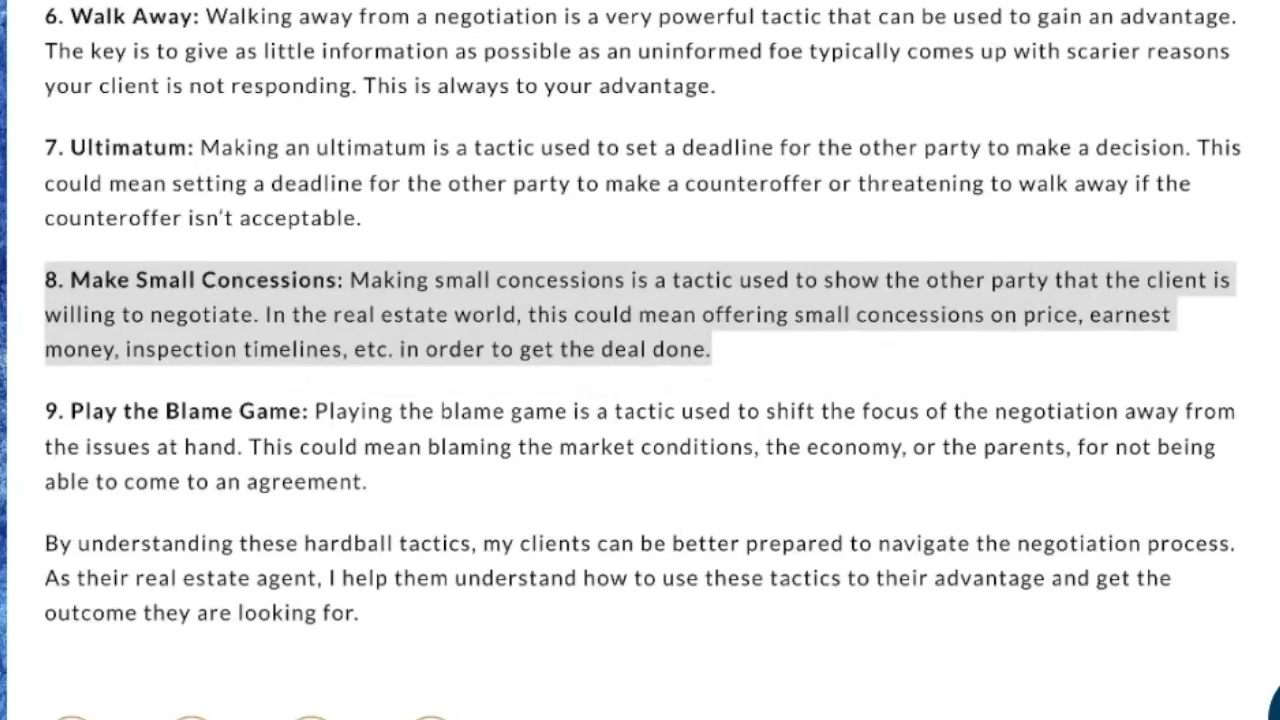 6. Walk Away: Walking away from a negotiation is a very powerful tactic that can be used to gain an advantage.
The key is to give as little information as possible as an uninformed foe typically comes up with scarier reasons
your client is not responding. This is always to your advantage.
7. Ultimatum: Making an ultimatum is a tactic used to set a deadline for the other party to make a decision. This
could mean setting a deadline for the other party to make a counteroffer or threatening to walk away if the
counteroffer isn't acceptable.
8. Make Small Concessions: Making small concessions is a tactic used to show the other party that the client is
willing to negotiate. In the real estate world, this could mean offering small concessions on price, earnest
money, inspection timelines, etc. in order to get the deal done.
9. Play the Blame Game: Playing the blame game is a tactic used to shift the focus of the negotiation away from
the issues at hand. This could mean blaming the market conditions, the economy, or the parents, for not being
able to come to an agreement.
By understanding these hardball tactics, my clients can be better prepared to navigate the negotiation process.
As their real estate agent, I help them understand how to use these tactics to their advantage and get the
outcome they are looking for.